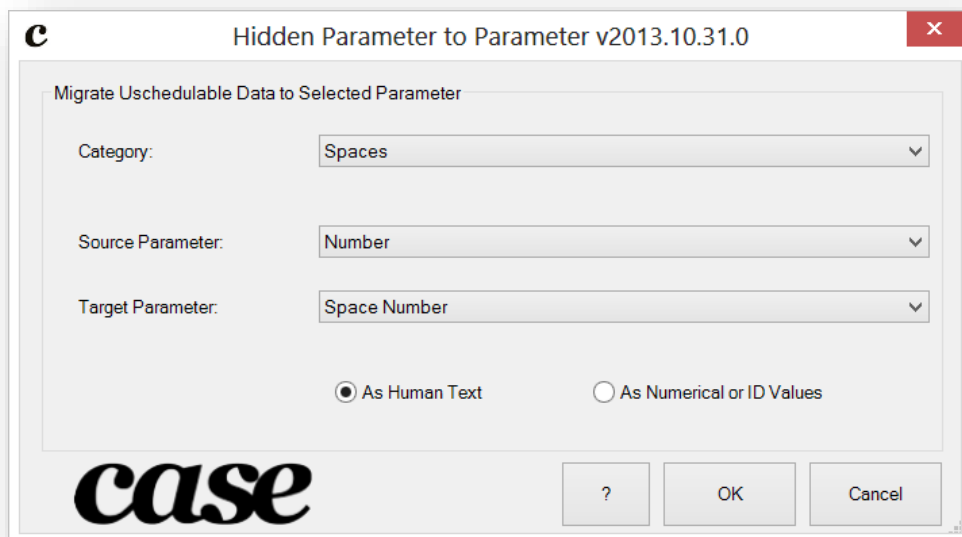 c Hidden Parameter to Parameter v2013.10.31.0
Migrate Uschedulable Data to Selected Parameter
Category: Spaces
Source Parameter: Number
Target Parameter: Space Number
As Human Text As Numerical or ID Values
case ? OK Cancel